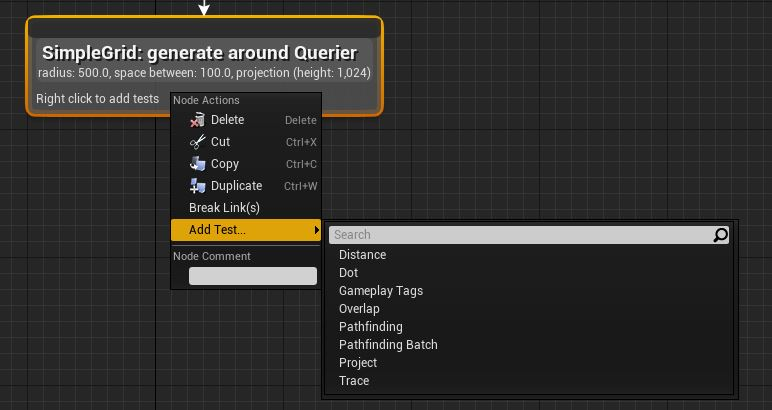 SimpleGrid: generate around Querier
radius: 500.0, space between: 100.0, projection (height: 1,024)
Right click to add tests
Node Actions
Delete Delete
Cut Ctrl+X
Copy Ctrl+C
Duplicate Ctrl+W
Break Link(s)
Add Test...
Node Comment
Search
Distance
Dot
Gameplay Tags
Overlap
Pathfinding
Pathfinding Batch
Project
Trace